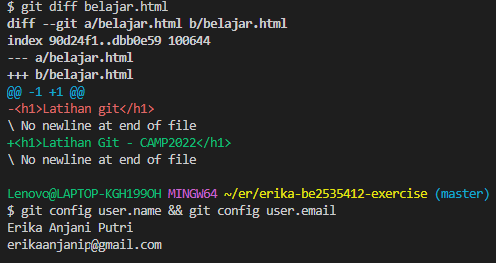 $ git diff belajar.html
diff --git a/belajar.html b/belajar.html
index 90d24f1..dbb0e59 100644
--- a/belajar.html
+++ b/belajar.html
@@ -1 +1 @@
-<h1>Latihan git</h1>
\ No newline at end of file
+<h1>Latihan Git - CAMP2022</h1>
\ No newline at end of file
Lenovo@LAPTOP-KGH199OH MINGW64 ~/er/erika-be2535412-exercise (master)
$ git config user.name && git config user.email
Erika Anjani Putri
erikaanjanip@gmail.com